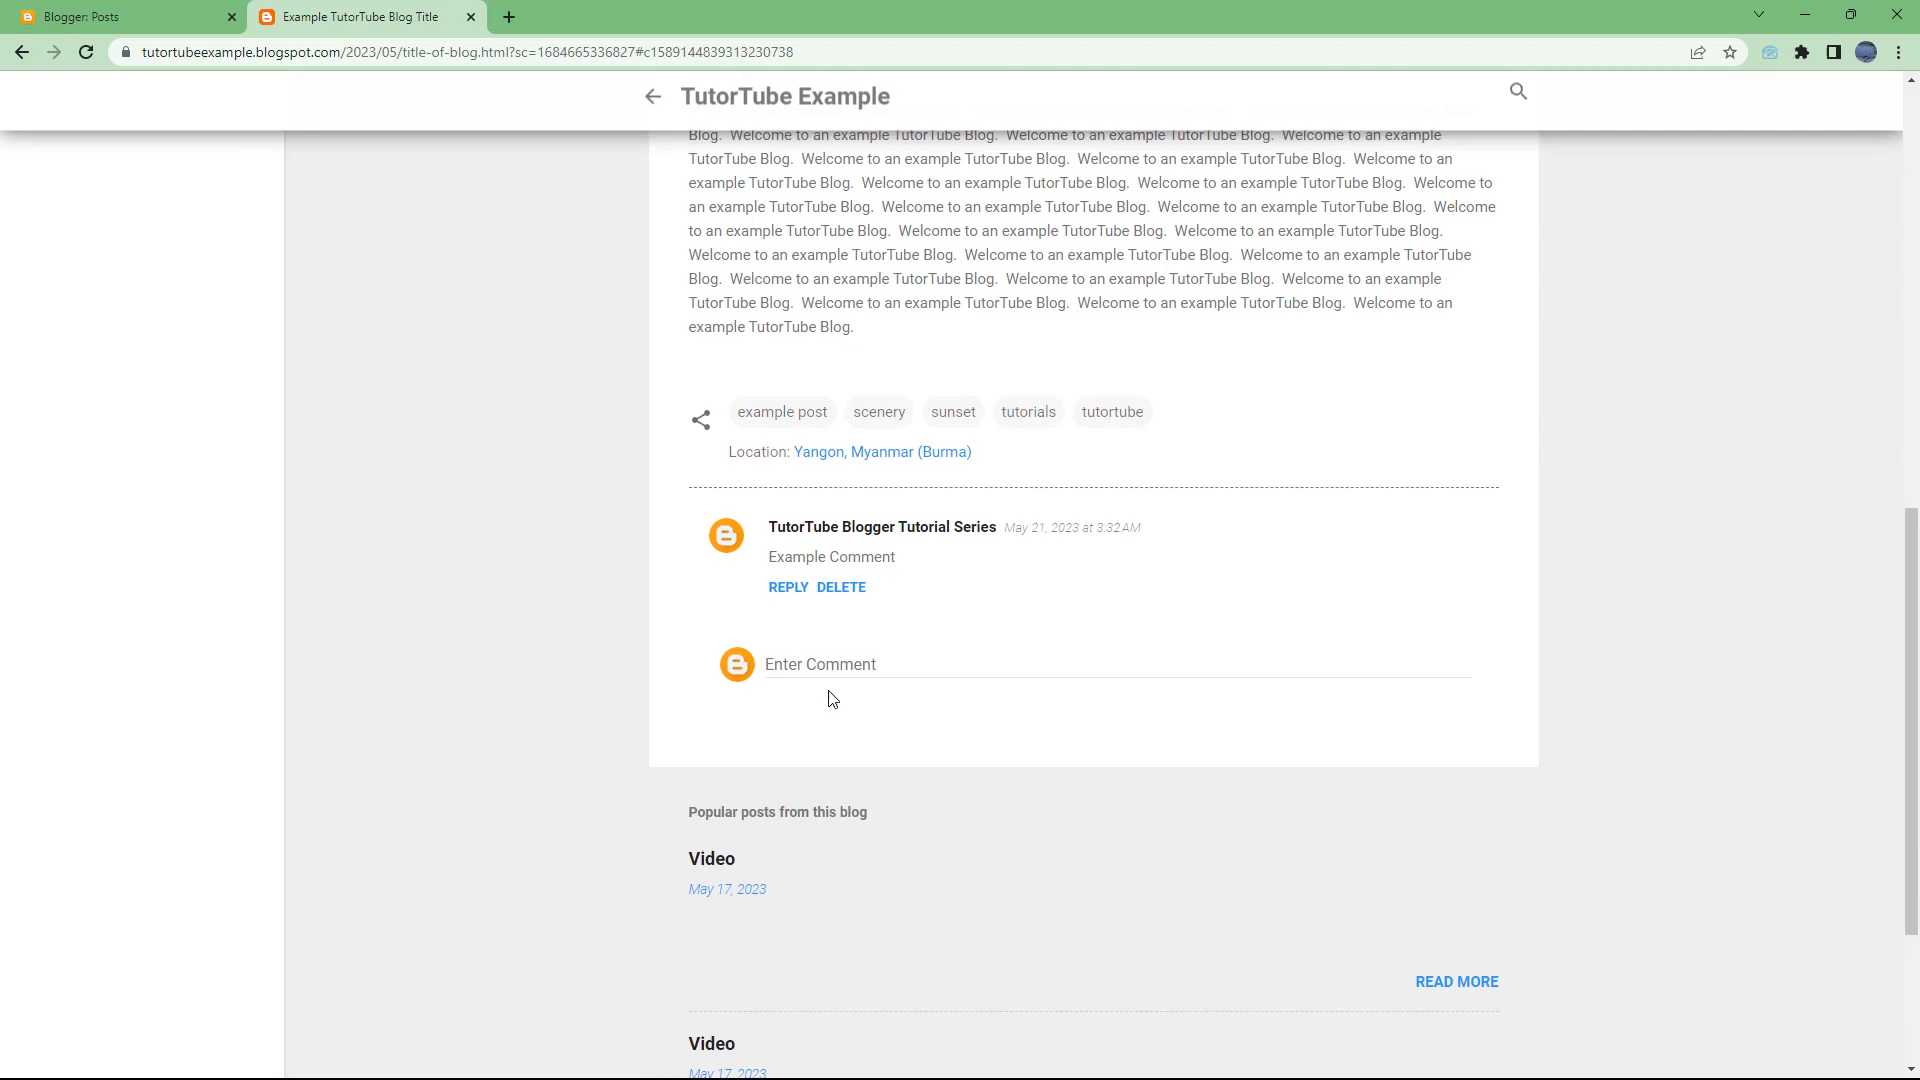 Blogger: Posts
Example TutorTube Blog Title
tutortubeexample.blogspot.com/2023/05/title-of-blog.html?sc=1684665336827#c1589144839313230738
TutorTube Example
Blog.  Welcome to an example TutorTube Blog.  Welcome to an example TutorTube Blog.  Welcome to an example
TutorTube Blog.  Welcome to an example TutorTube Blog.  Welcome to an example TutorTube Blog.  Welcome to an
example TutorTube Blog.  Welcome to an example TutorTube Blog.  Welcome to an example TutorTube Blog.  Welcome to
an example TutorTube Blog.  Welcome to an example TutorTube Blog.  Welcome to an example TutorTube Blog.  Welcome
to an example TutorTube Blog.  Welcome to an example TutorTube Blog.  Welcome to an example TutorTube Blog.
Welcome to an example TutorTube Blog.  Welcome to an example TutorTube Blog.  Welcome to an example TutorTube
Blog.  Welcome to an example TutorTube Blog.  Welcome to an example TutorTube Blog.  Welcome to an example
TutorTube Blog.  Welcome to an example TutorTube Blog.  Welcome to an example TutorTube Blog.  Welcome to an
example TutorTube Blog.
example post scenery sunset tutorials tutortube
Location: Yangon, Myanmar (Burma)
TutorTube Blogger Tutorial Series May 21, 2023 at 3:32 AM
Example Comment
REPLY DELETE
Enter Comment
Popular posts from this blog
Video
May 17, 2023
READ MORE
Video
May 17, 2023